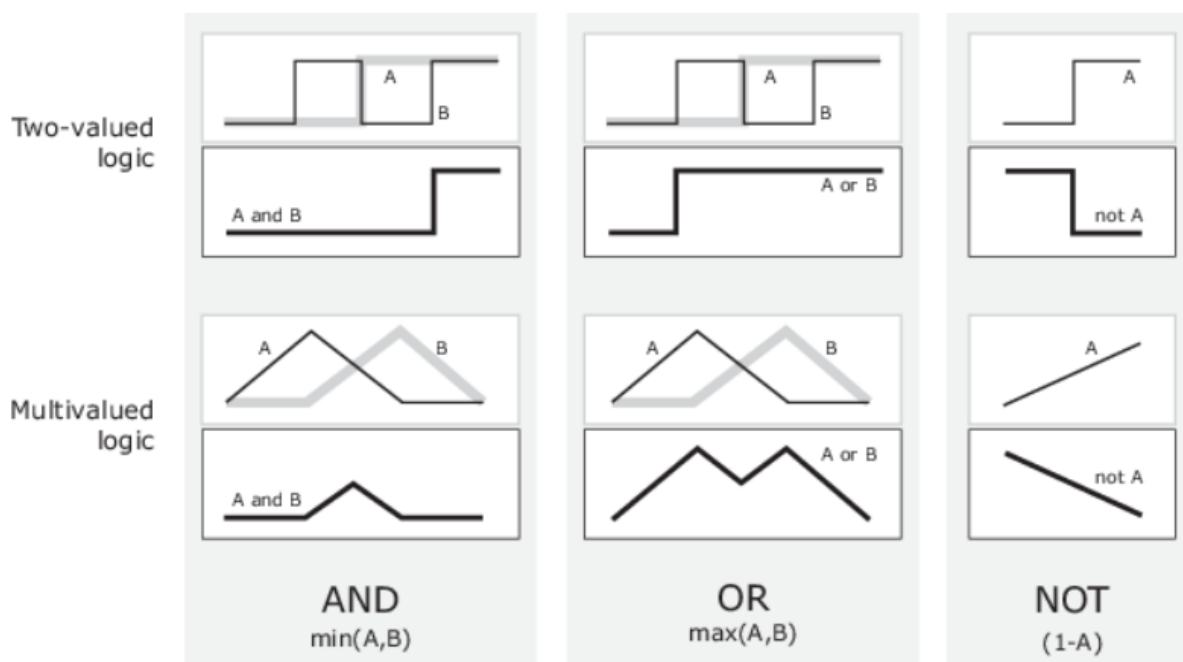 Two-valued
logic
A
B
A and B
A
B
A or B
A
not A
Multivalued
logic
A
B
A and B
A
B
A or B
A
not A
AND
min(A,B)
OR
max(A,B)
NOT
(1-A)